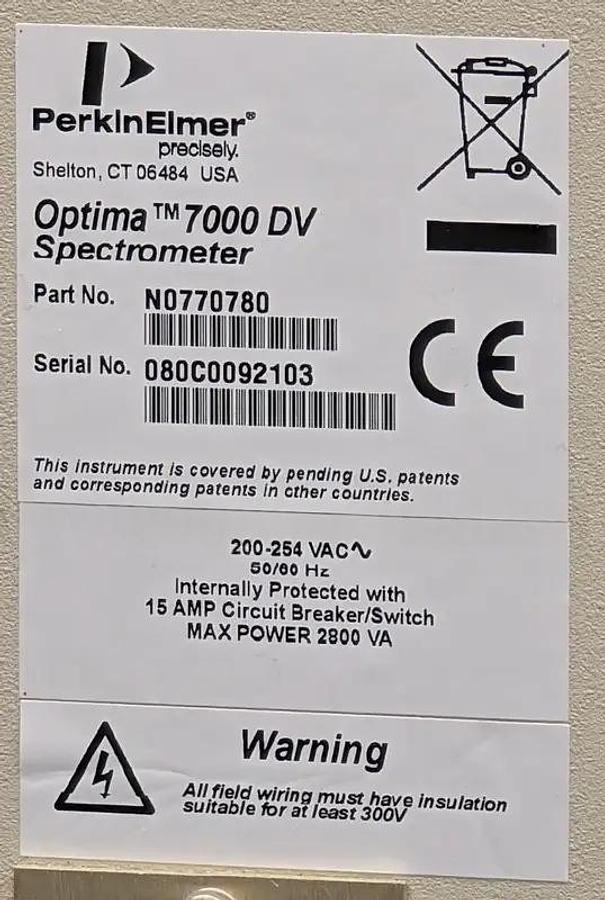 PerkinElmer®
precisely.
Shelton, CT 06484 USA
Optima™ 7000 DV
Spectrometer
Part No. N0770780
Serial No. 080C0092103
CE
This instrument is covered by pending U.S. patents
and corresponding patents in other countries.
200-254 VAC∿
50/60 Hz
Internally Protected with
15 AMP Circuit Breaker/Switch
MAX POWER 2800 VA
Warning
All field wiring must have insulation
suitable for at least 300V